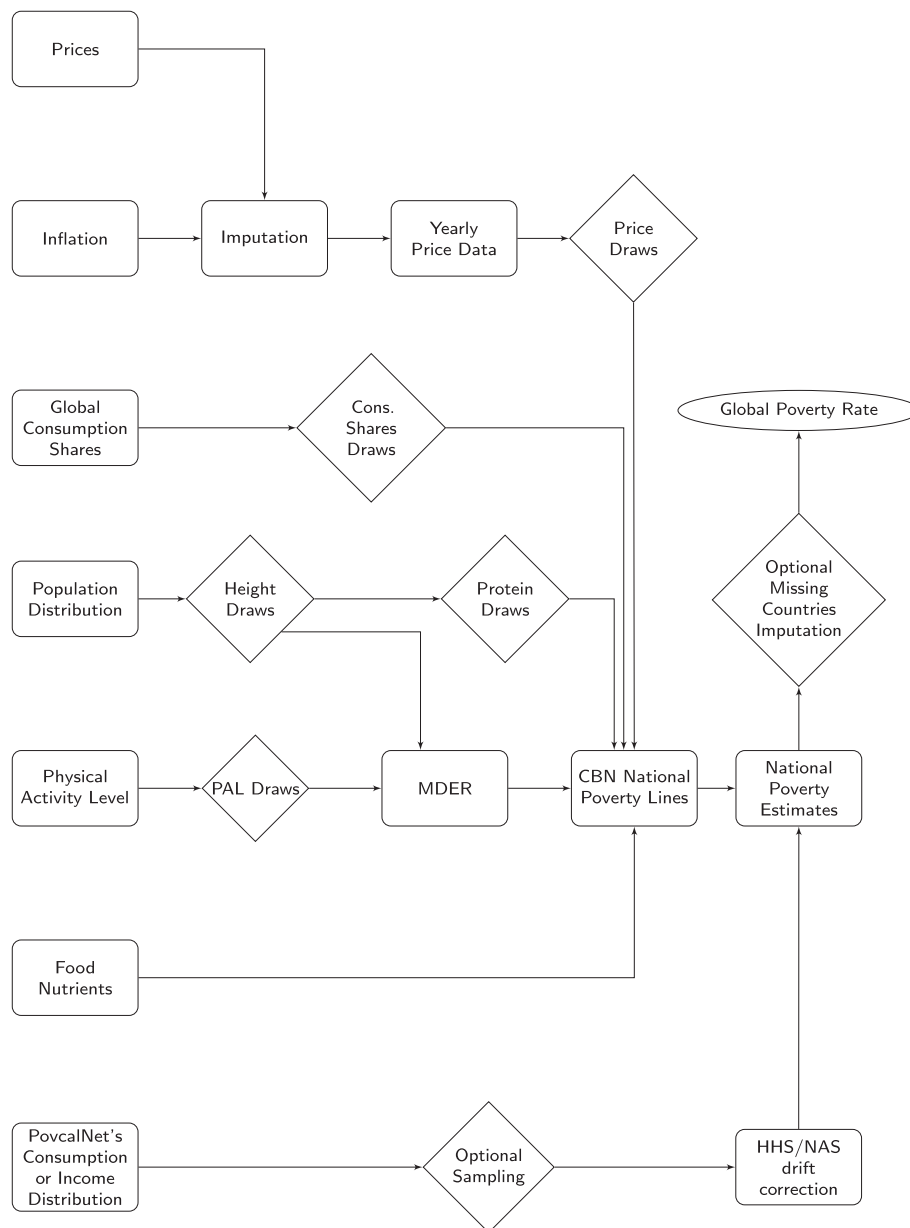 Prices
Inflation
Imputation
Yearly
Price Data
Price
Draws
Global
Consumption
Shares
Cons.
Shares
Draws
Global Poverty Rate
Population
Distribution
Height
Draws
Protein
Draws
Optional
Missing
Countries
Imputation
Physical
Activity Level
PAL Draws
MDER
CBN National
Poverty Lines
National
Poverty
Estimates
Food
Nutrients
PovcalNet's
Consumption
or Income
Distribution
Optional
Sampling
HHS/NAS
drift
correction